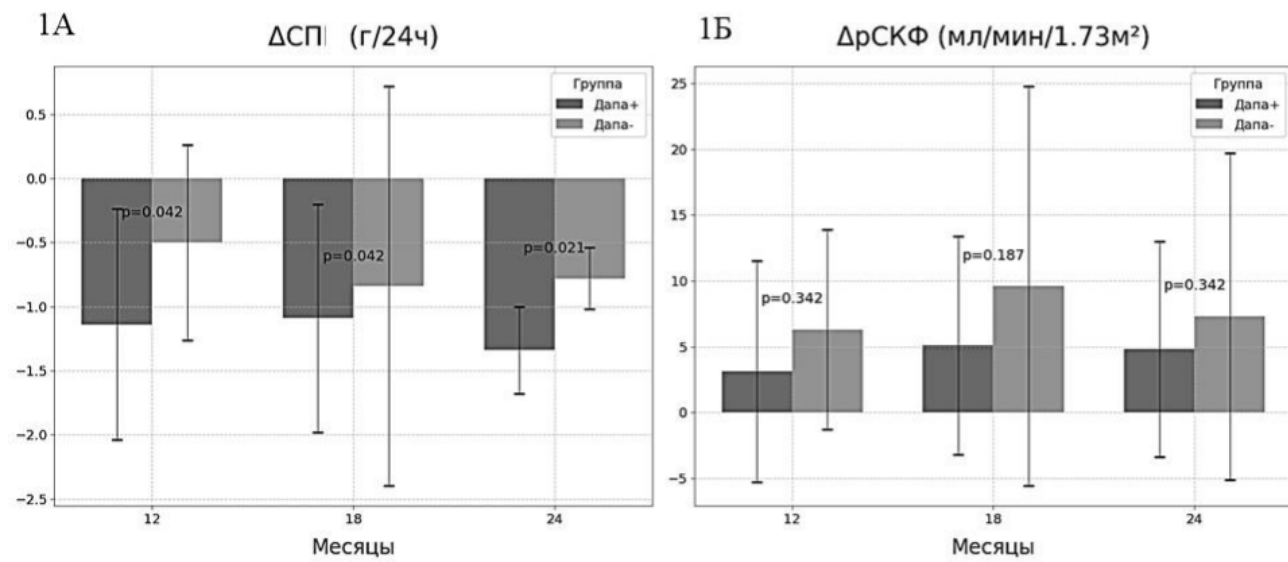 1А
ΔСП (г/24ч)
Группа
Дапа+
Дапа-
0.5
0.0
−0.5
−1.0
−1.5
−2.0
−2.5
p=0.042
p=0.042
p=0.021
12
18
24
Месяцы
1Б
ΔрСКФ (мл/мин/1.73м²)
Группа
Дапа+
Дапа-
25
20
15
10
5
0
−5
p=0.342
p=0.187
p=0.342
12
18
24
Месяцы